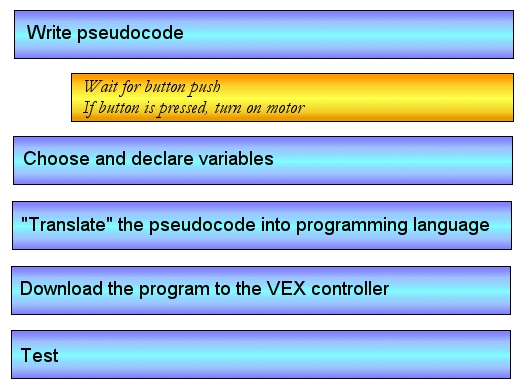 Write pseudocode
Wait for button push
If button is pressed, turn on motor
Choose and declare variables
"Translate" the pseudocode into programming language
Download the program to the VEX controller
Test